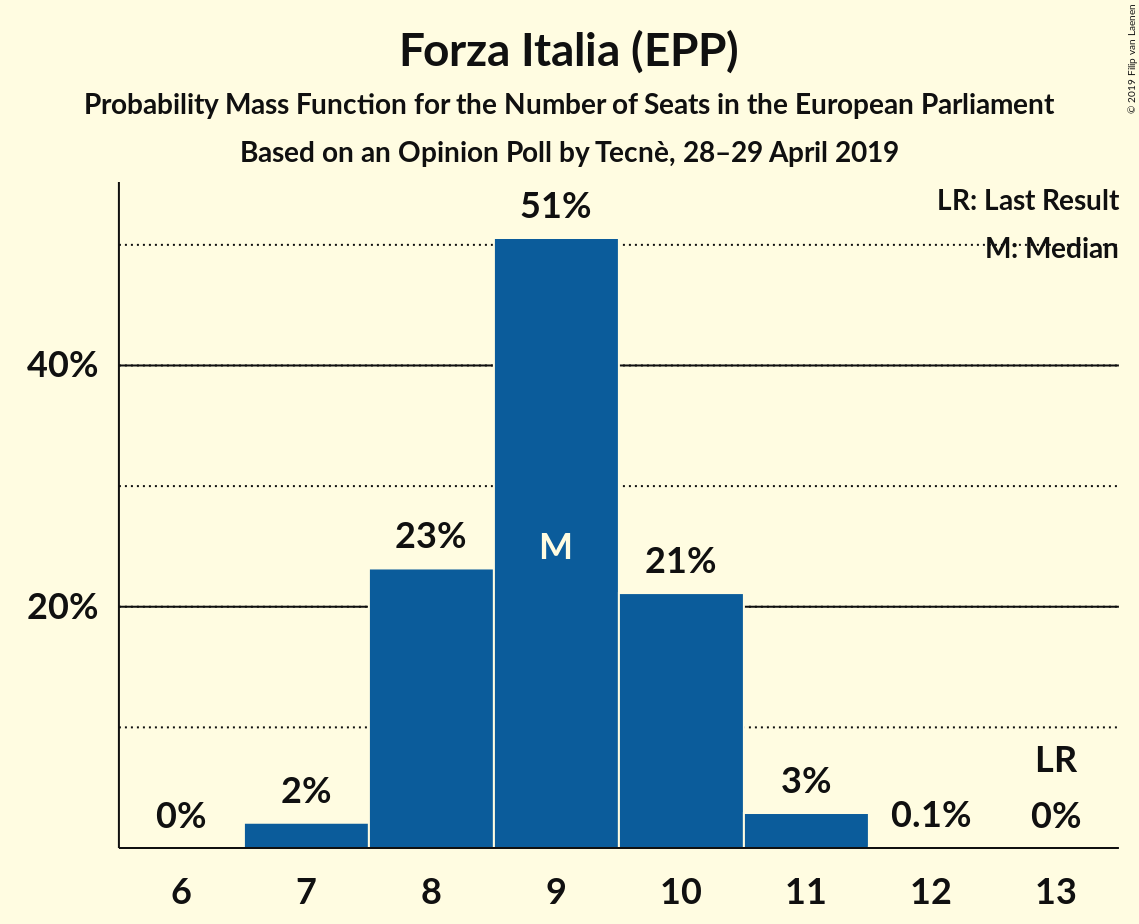 Forza Italia (EPP)
Probability Mass Function for the Number of Seats in the European Parliament
Based on an Opinion Poll by Tecnè, 28–29 April 2019
© 2019 Filip van Laenen
LR: Last Result
M: Median
40%
20%
0%
2%
23%
51%
M
21%
3%
0.1%
LR
0%
6
7
8
9
10
11
12
13